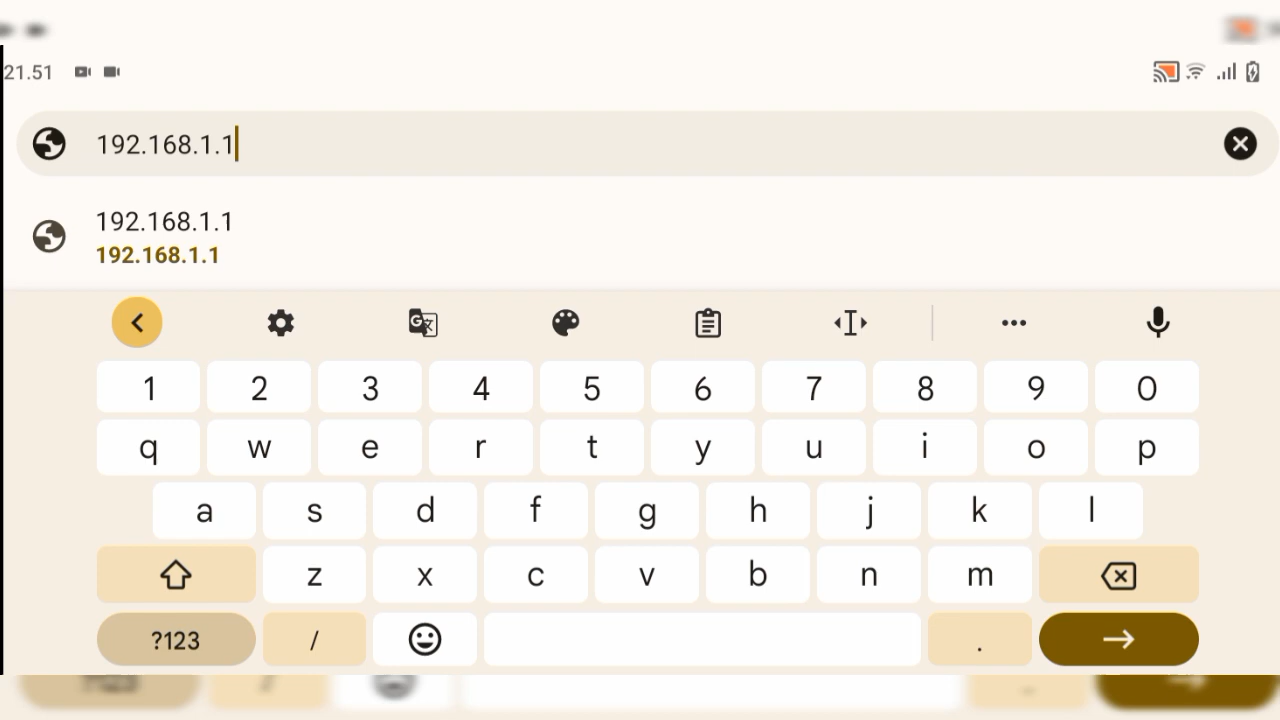 21.51
192.168.1.1
192.168.1.1
192.168.1.1
1 2 3 4 5 6 7 8 9 0
q w e r t y u i o p
a s d f g h j k l
z x c v b n m
?123 / .